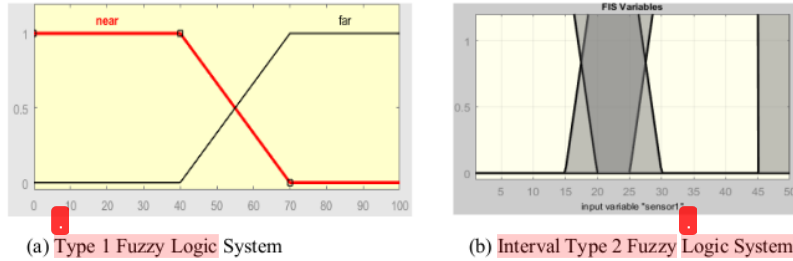 FIS Variables
near
far
1
0.5
0
0 10 20 30 40 50 60 70 80 90 100
1
0.5
0
5 10 15 20 25 30 35 40 45 50
input variable "sensor1"
(a) Type 1 Fuzzy Logic System
(b) Interval Type 2 Fuzzy Logic System